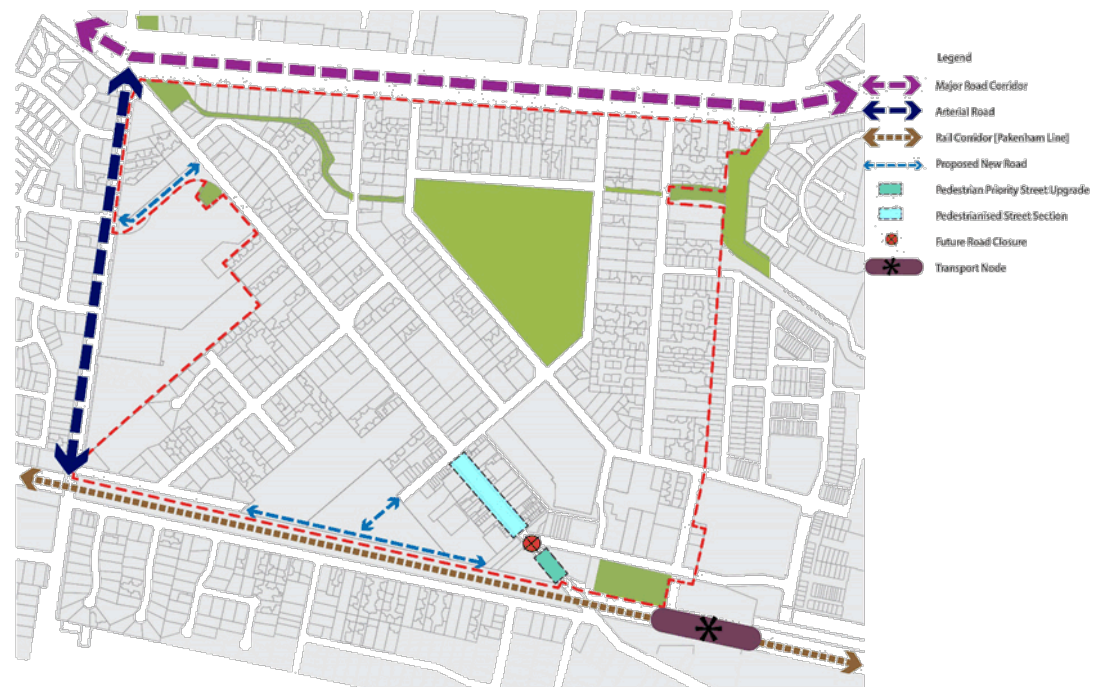 Legend
Major Road Corridor
Arterial Road
Rail Corridor [Pakenham Line]
Proposed New Road
Pedestrian Priority Street Upgrade
Pedestrianised Street Section
Future Road Closure
Transport Node